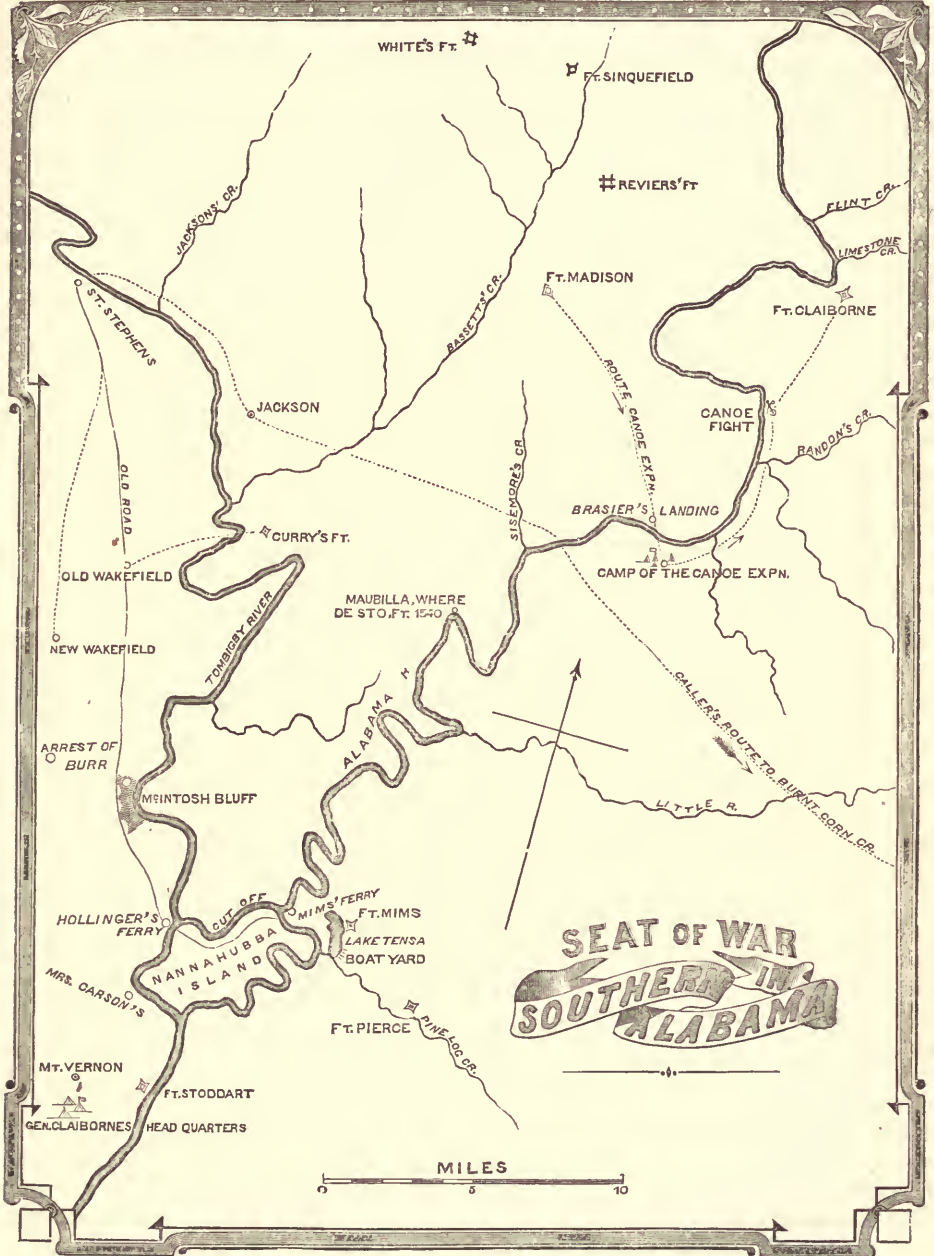 WHITE'S FT.
FT. SINQUEFIELD
REVIERS' FT
JACKSONS' CR.
FLINT CR.
LIMESTONE
CR.
BASSETTS' CR.
ST. STEPHENS
FT. MADISON
FT. CLAIBORNE
ROUTE CANOE EXPN.
JACKSON
CANOE
FIGHT
RANDON'S CR.
OLD ROAD
SISEMORE'S CR
BRASIER'S LANDING
CURRY'S FT.
OLD WAKEFIELD
CAMP OF THE CANOE EXPN.
MAUBILLA, WHERE
DE STO. FT. 1540
NEW WAKEFIELD
TOMBIGBY RIVER
ALABAMA
CALLER'S ROUTE TO BURNT CORN CR.
ARREST OF
BURR
McINTOSH BLUFF
LITTLE R.
HOLLINGER'S
FERRY
CUT OFF
MIMS' FERRY
FT. MIMS
LAKE TENSA
BOAT YARD
NANNAHUBBA
ISLAND
MRS. CARSON'S
FT. PIERCE
PINE LOG CR.
SEAT OF WAR
IN
SOUTHERN
ALABAMA
MT. VERNON
FT. STODDART
GEN. CLAIBORNES HEAD QUARTERS
MILES
0 5 10